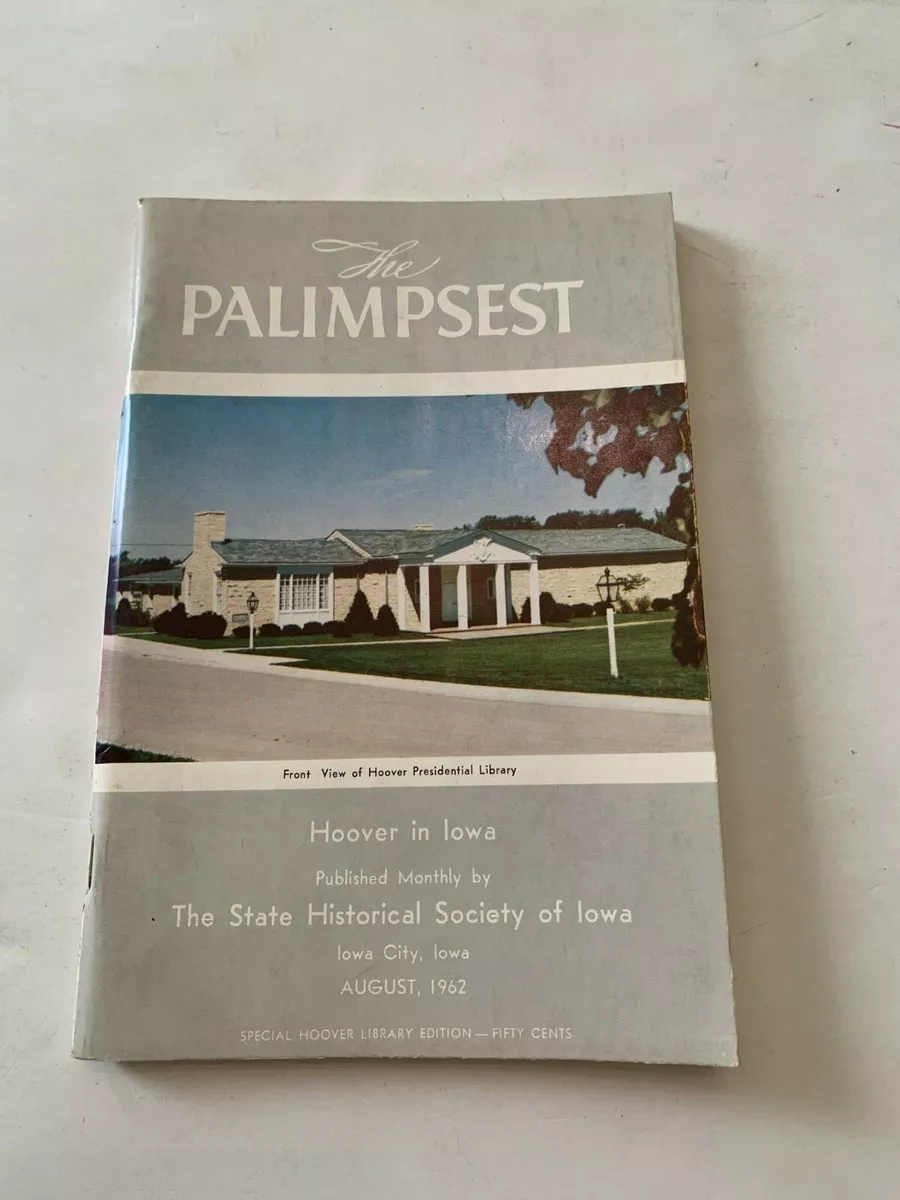 The
PALIMPSEST
Front View of Hoover Presidential Library
Hoover in Iowa
Published Monthly by
The State Historical Society of Iowa
Iowa City, Iowa
AUGUST, 1962
SPECIAL HOOVER LIBRARY EDITION — FIFTY CENTS